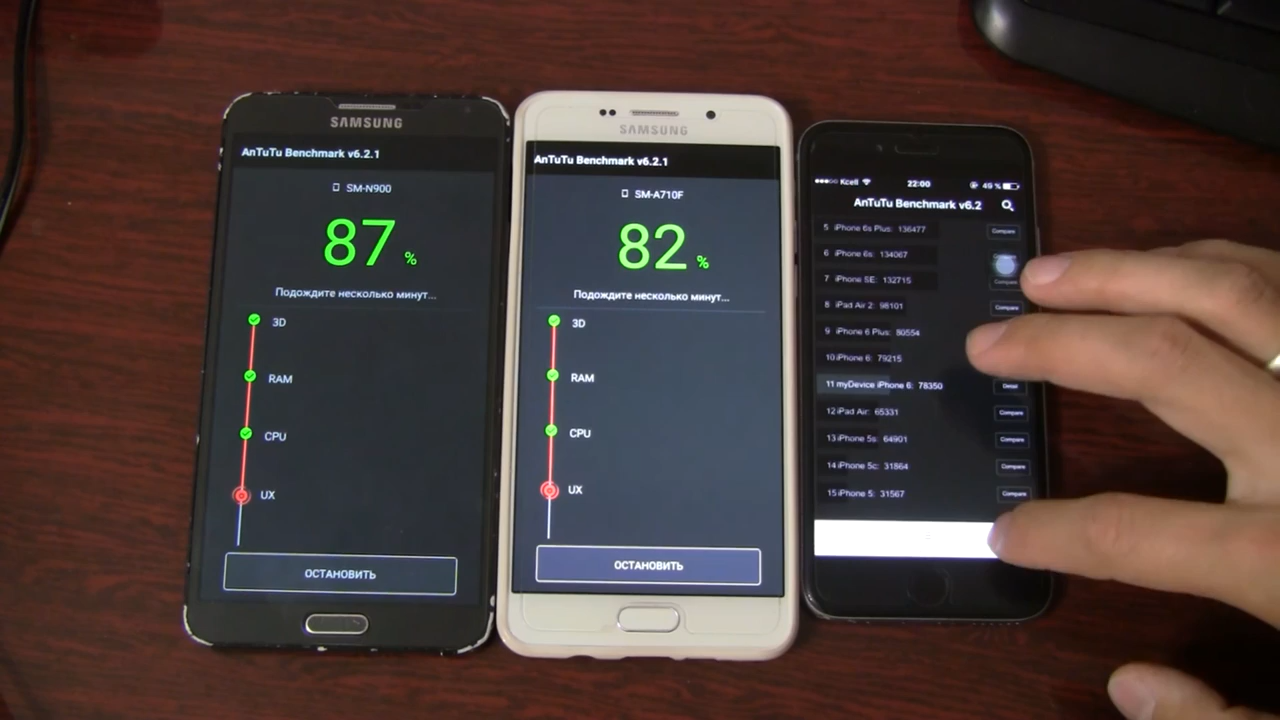 SAMSUNG
AnTuTu Benchmark v6.2.1
SM-N900
87 %
Подождите несколько минут...
3D
RAM
CPU
UX
ОСТАНОВИТЬ
SAMSUNG
AnTuTu Benchmark v6.2.1
SM-A710F
82 %
Подождите несколько минут...
3D
RAM
CPU
UX
ОСТАНОВИТЬ
Kcell 22:00 49 %
AnTuTu Benchmark v6.2
5 iPhone 6s Plus: 136477 Compare
6 iPhone 6s: 134067
7 iPhone SE: 132715 Compare
8 iPad Air 2: 98101 Compare
9 iPhone 6 Plus: 80554
10 iPhone 6: 79215
11 myDevice iPhone 6: 78350 Detail
12 iPad Air: 65331 Compare
13 iPhone 5s: 64901 Compare
14 iPhone 5c: 31864 Compare
15 iPhone 5: 31567 Compare